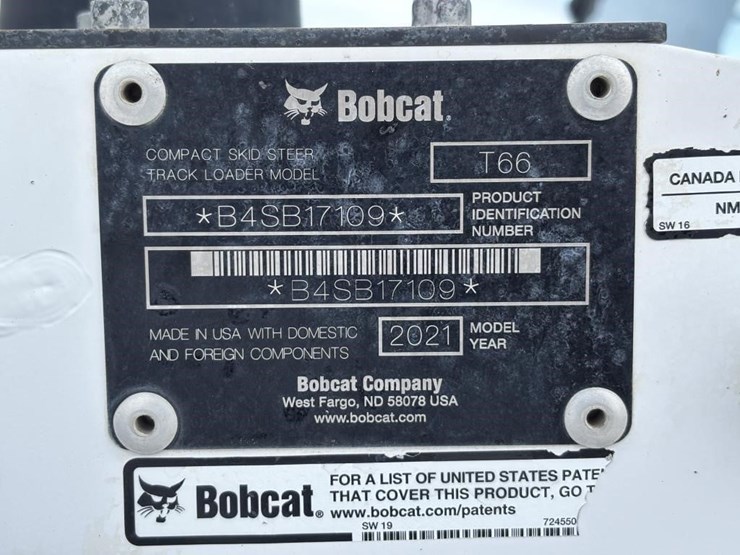 Bobcat®
COMPACT SKID STEER
TRACK LOADER MODEL
T66
*B4SB17109*
PRODUCT
IDENTIFICATION
NUMBER
*B4SB17109*
MADE IN USA WITH DOMESTIC
AND FOREIGN COMPONENTS
2021
MODEL
YEAR
Bobcat Company
West Fargo, ND 58078 USA
www.bobcat.com
CANADA
NM
SW 16
Bobcat®
FOR A LIST OF UNITED STATES PATE
THAT COVER THIS PRODUCT, GO T
www.bobcat.com/patents
SW 19
724550